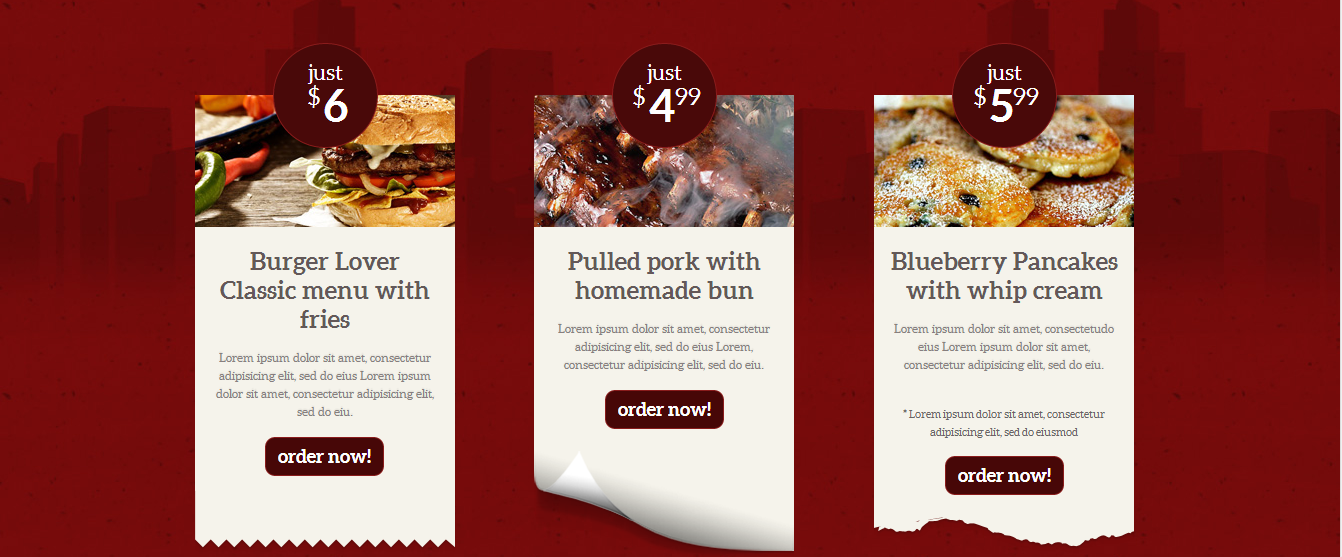 just
$6
Burger Lover
Classic menu with
fries
Lorem ipsum dolor sit amet, consectetur
adipisicing elit, sed do eius Lorem ipsum
dolor sit amet, consectetur adipisicing elit,
sed do eiu.
order now!
just
$4 99
Pulled pork with
homemade bun
Lorem ipsum dolor sit amet, consectetur
adipisicing elit, sed do eius Lorem,
consectetur adipisicing elit, sed do eiu.
order now!
just
$5 99
Blueberry Pancakes
with whip cream
Lorem ipsum dolor sit amet, consectetudo
eius Lorem ipsum dolor sit amet,
consectetur adipisicing elit, sed do eiu.
* Lorem ipsum dolor sit amet, consectetur
adipisicing elit, sed do eiusmod
order now!